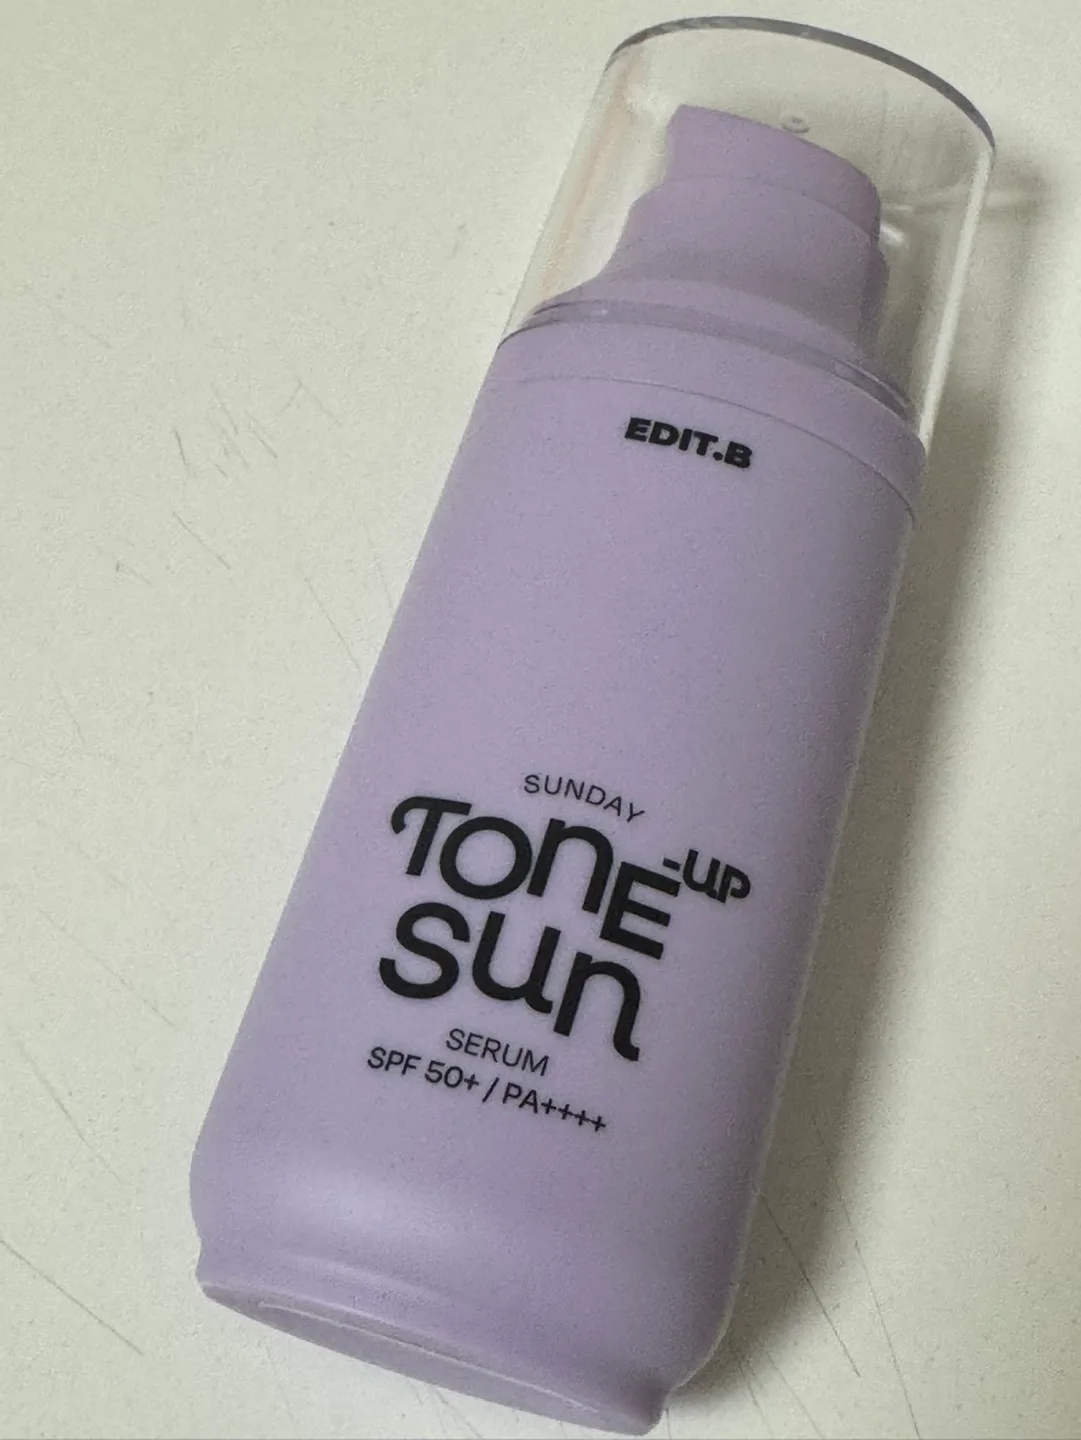 EDIT.B
SUNDAY
TONE-UP
SUN
SERUM
SPF 50+ / PA++++